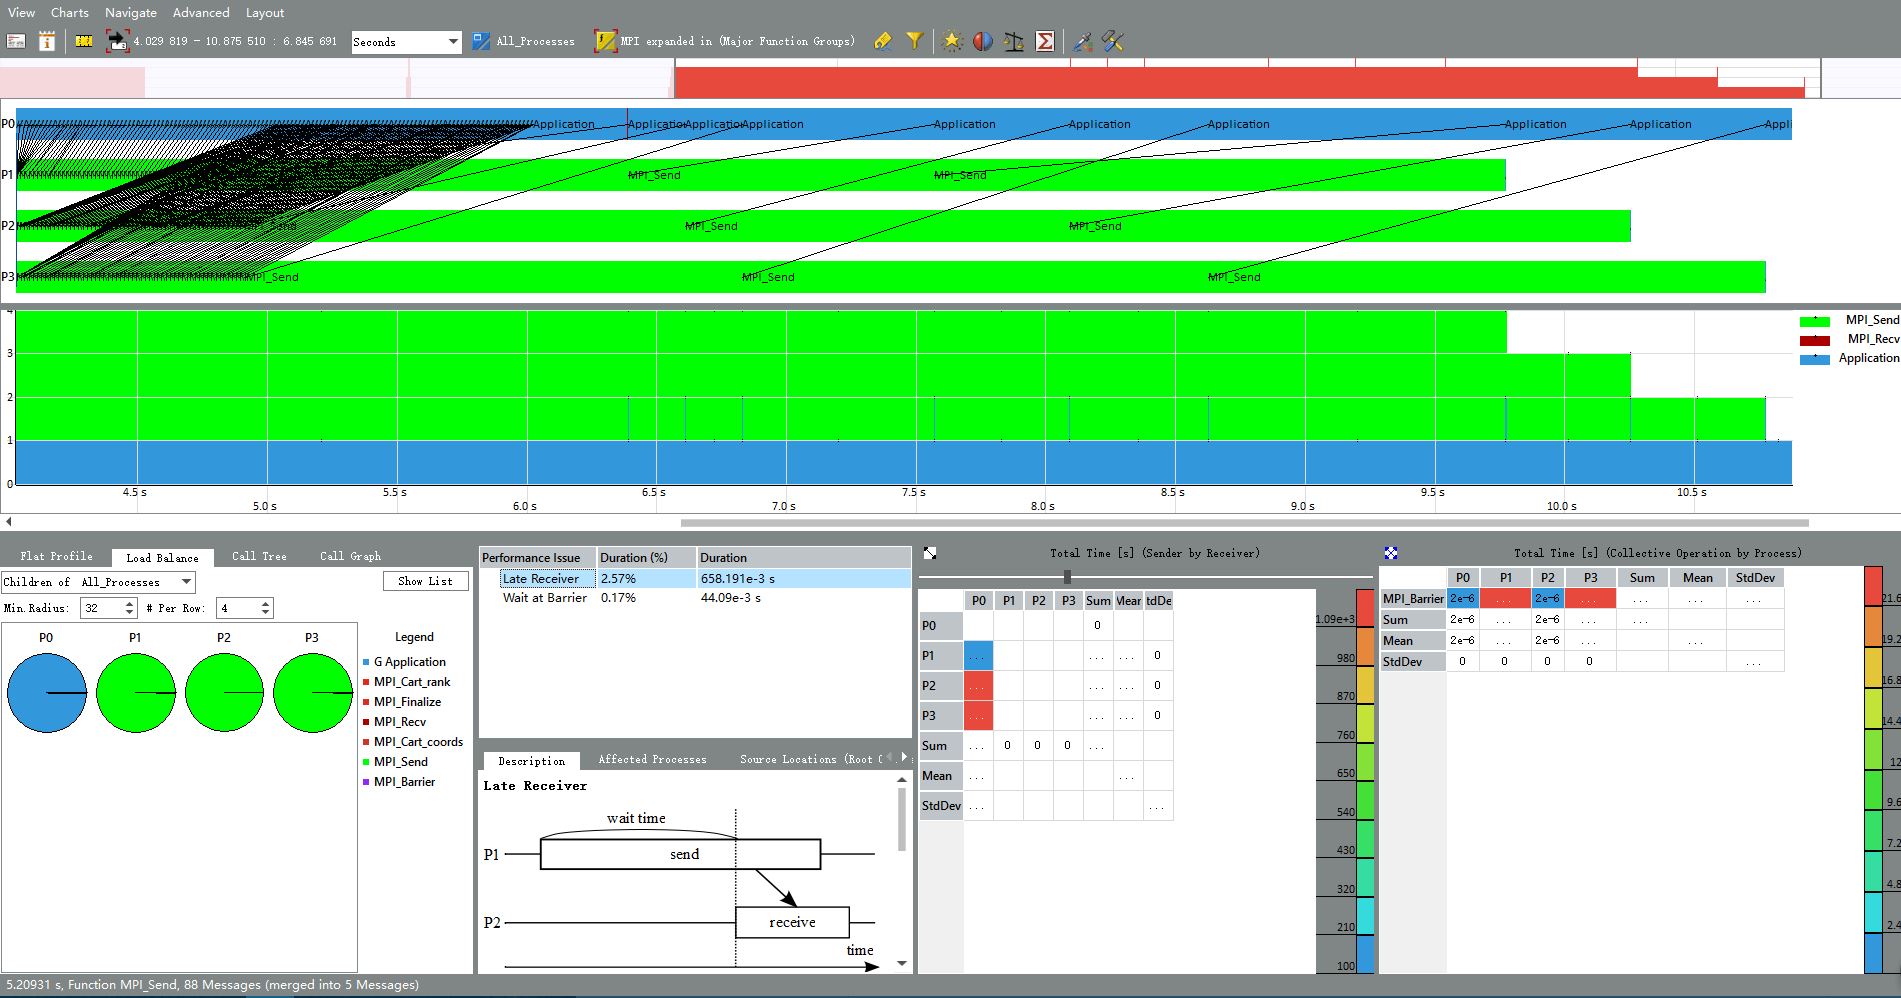 View Charts Navigate Advanced Layout
4.029 819 - 10.875 510 : 6.845 691 Seconds All_Processes MPI expanded in (Major Function Groups)
P0 Application Application Application Application Application Application Application Application Application Appli
P1 MPI_Send MPI_Send
P2 MPI_Send MPI_Send MPI_Send
P3 MPI_Send MPI_Send MPI_Send
4
3
2
1
0
MPI_Send
MPI_Recv
Application
4.5 s 5.5 s 6.5 s 7.5 s 8.5 s 9.5 s 10.5 s
5.0 s 6.0 s 7.0 s 8.0 s 9.0 s 10.0 s
Flat Profile Load Balance Call Tree Call Graph
Children of All_Processes Show List
Min.Radius: 32 # Per Row: 4
P0 P1 P2 P3 Legend
G Application
MPI_Cart_rank
MPI_Finalize
MPI_Recv
MPI_Cart_coords
MPI_Send
MPI_Barrier
Performance Issue Duration (%) Duration
Late Receiver 2.57% 658.191e-3 s
Wait at Barrier 0.17% 44.09e-3 s
Description Affected Processes Source Locations (Root
Late Receiver
wait time
P1 send
P2 receive
time
Total Time [s] (Sender by Receiver)
P0 P1 P2 P3 Sum Mear tdDe
P0 0
P1 ... ... ... 0
P2 ... ... ... 0
P3 ... ... ... 0
Sum ... 0 0 0 ...
Mean ... ...
StdDev ... ...
1.09e+3
980
870
760
650
540
430
320
210
100
Total Time [s] (Collective Operation by Process)
P0 P1 P2 P3 Sum Mean StdDev
MPI_Barrier 2e-6 ... 2e-6 ... ... ... ...
Sum 2e-6 ... 2e-6 ... ...
Mean 2e-6 ... 2e-6 ... ...
StdDev 0 0 0 0 ...
21.6
19.2
16.8
14.4
12
9.6
7.2
4.8
2.4
5.20931 s, Function MPI_Send, 88 Messages (merged into 5 Messages)